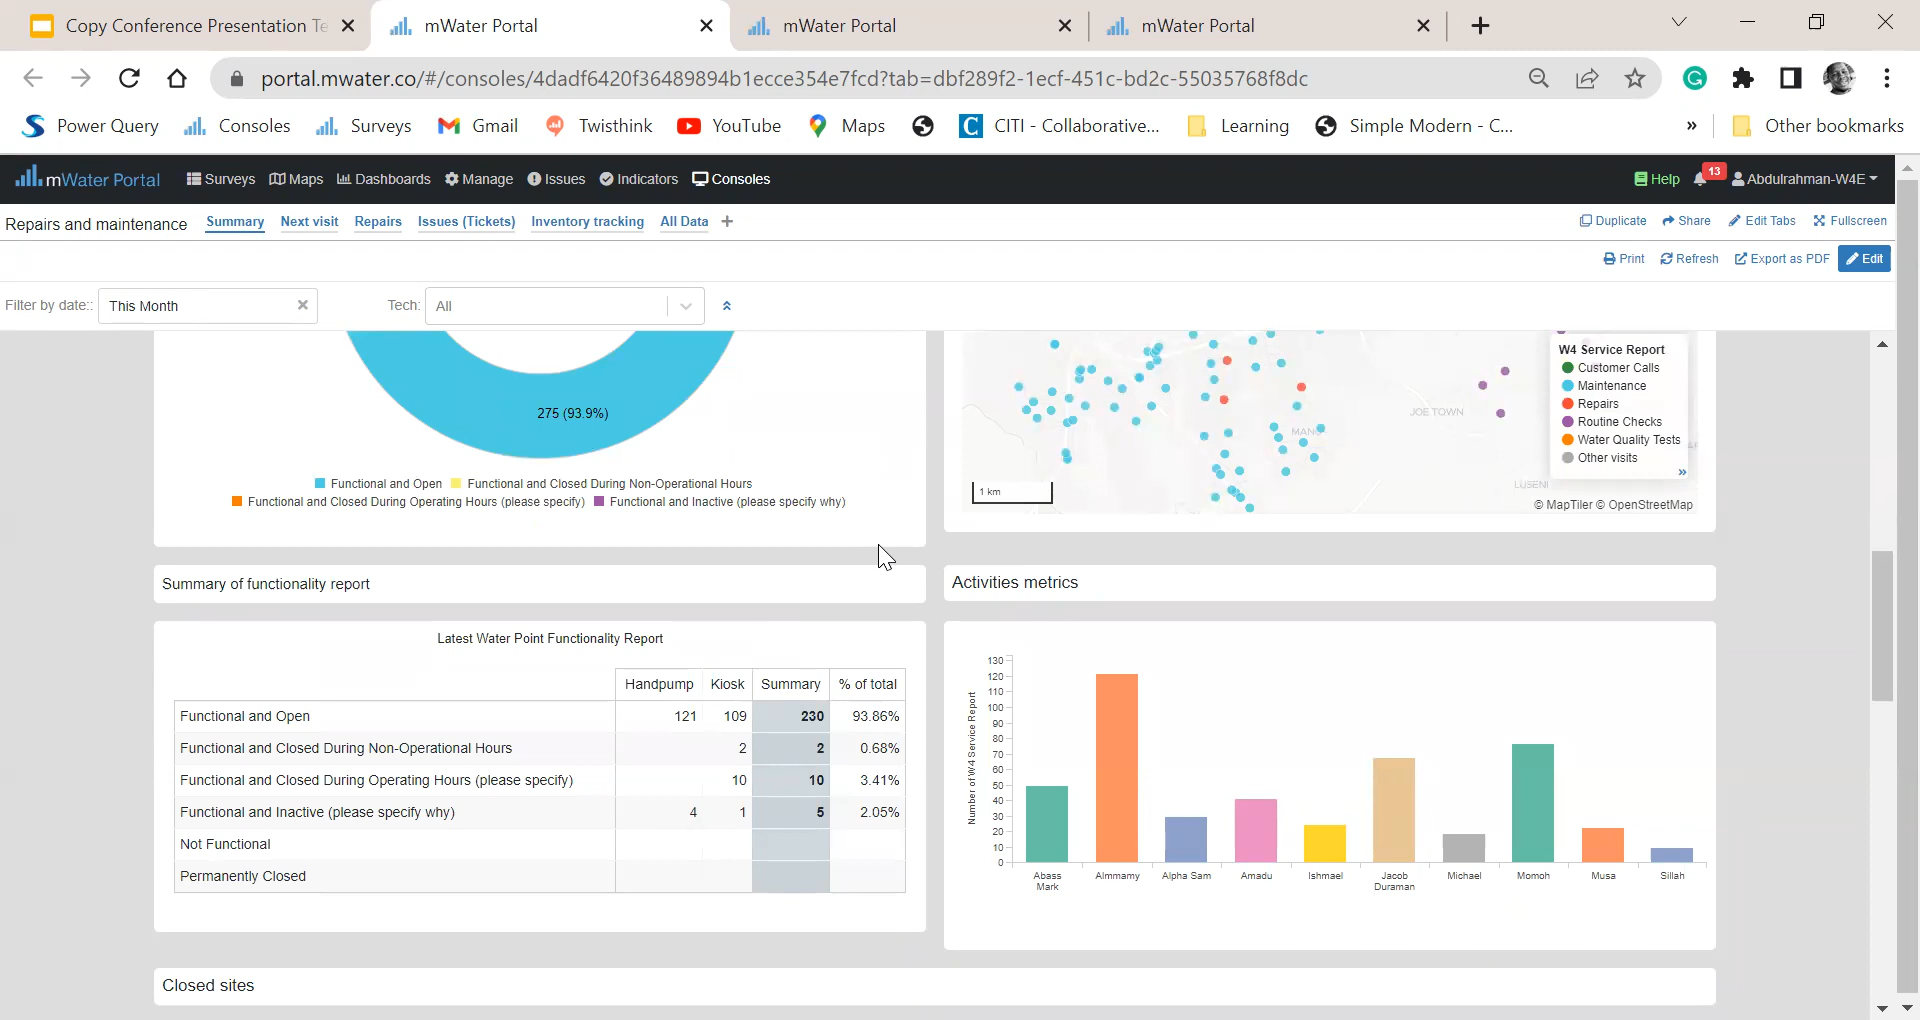 Copy Conference Presentation Te
mWater Portal
mWater Portal
mWater Portal
portal.mwater.co/#/consoles/4dadf6420f36489894b1ecce354e7fcd?tab=dbf289f2-1ecf-451c-bd2c-55035768f8dc
Power Query Consoles Surveys Gmail Twisthink YouTube Maps CITI - Collaborative... Learning Simple Modern - C... » Other bookmarks
mWater Portal Surveys Maps Dashboards Manage Issues Indicators Consoles Help 13 Abdulrahman-W4E
Repairs and maintenance Summary Next visit Repairs Issues (Tickets) Inventory tracking All Data + Duplicate Share Edit Tabs Fullscreen
Print Refresh Export as PDF Edit
Filter by date:: This Month Tech: All
275 (93.9%)
Functional and Open Functional and Closed During Non-Operational Hours
Functional and Closed During Operating Hours (please specify) Functional and Inactive (please specify why)
W4 Service Report
Customer Calls
Maintenance
Repairs
Routine Checks
Water Quality Tests
Other visits
»
JOE TOWN
MANO
LUSENI
1 km
© MapTiler © OpenStreetMap
Summary of functionality report
Activities metrics
Latest Water Point Functionality Report
Handpump Kiosk Summary % of total
Functional and Open 121 109 230 93.86%
Functional and Closed During Non-Operational Hours 2 2 0.68%
Functional and Closed During Operating Hours (please specify) 10 10 3.41%
Functional and Inactive (please specify why) 4 1 5 2.05%
Not Functional
Permanently Closed
Number of W4 Service Report
130
120
110
100
90
80
70
60
50
40
30
20
10
0
Abass Mark
Almmamy
Alpha Sam
Amadu
Ishmael
Jacob Duraman
Michael
Momoh
Musa
Sillah
Closed sites